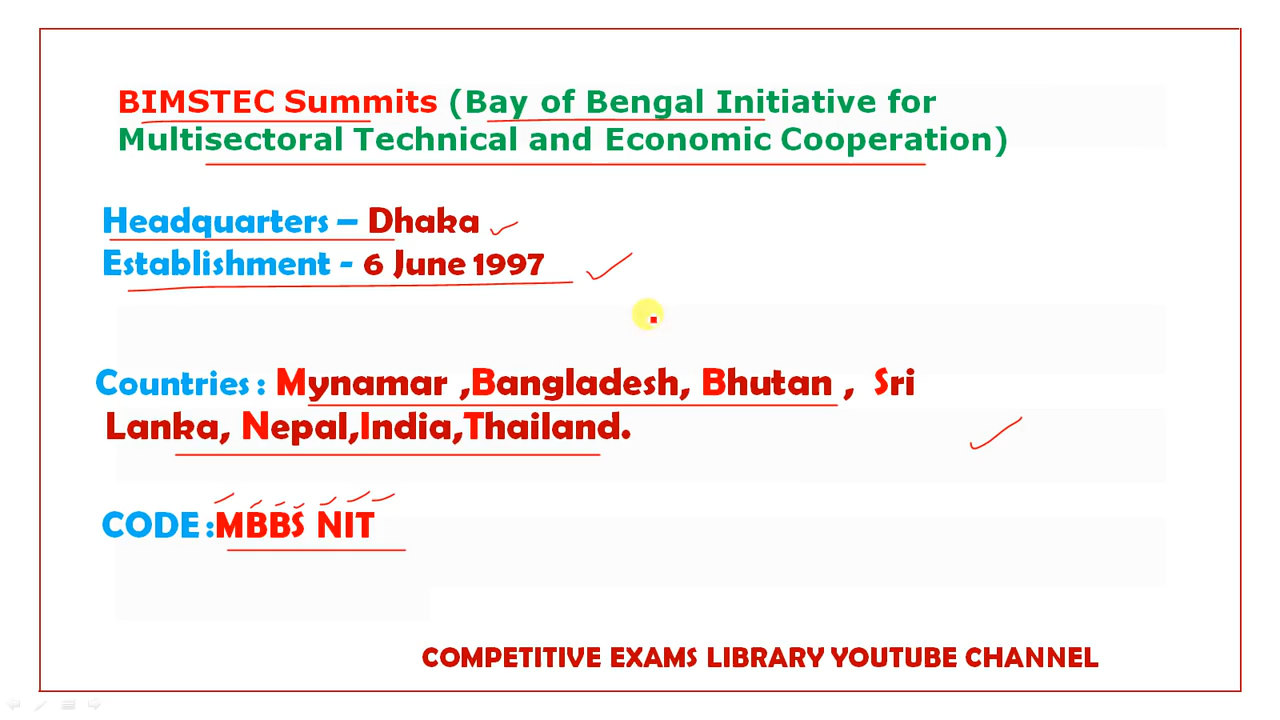 BIMSTEC Summits (Bay of Bengal Initiative for
Multisectoral Technical and Economic Cooperation)
Headquarters – Dhaka
Establishment - 6 June 1997
Countries : Mynamar ,Bangladesh, Bhutan , Sri
Lanka, Nepal,India,Thailand.
CODE :MBBS NIT
COMPETITIVE EXAMS LIBRARY YOUTUBE CHANNEL